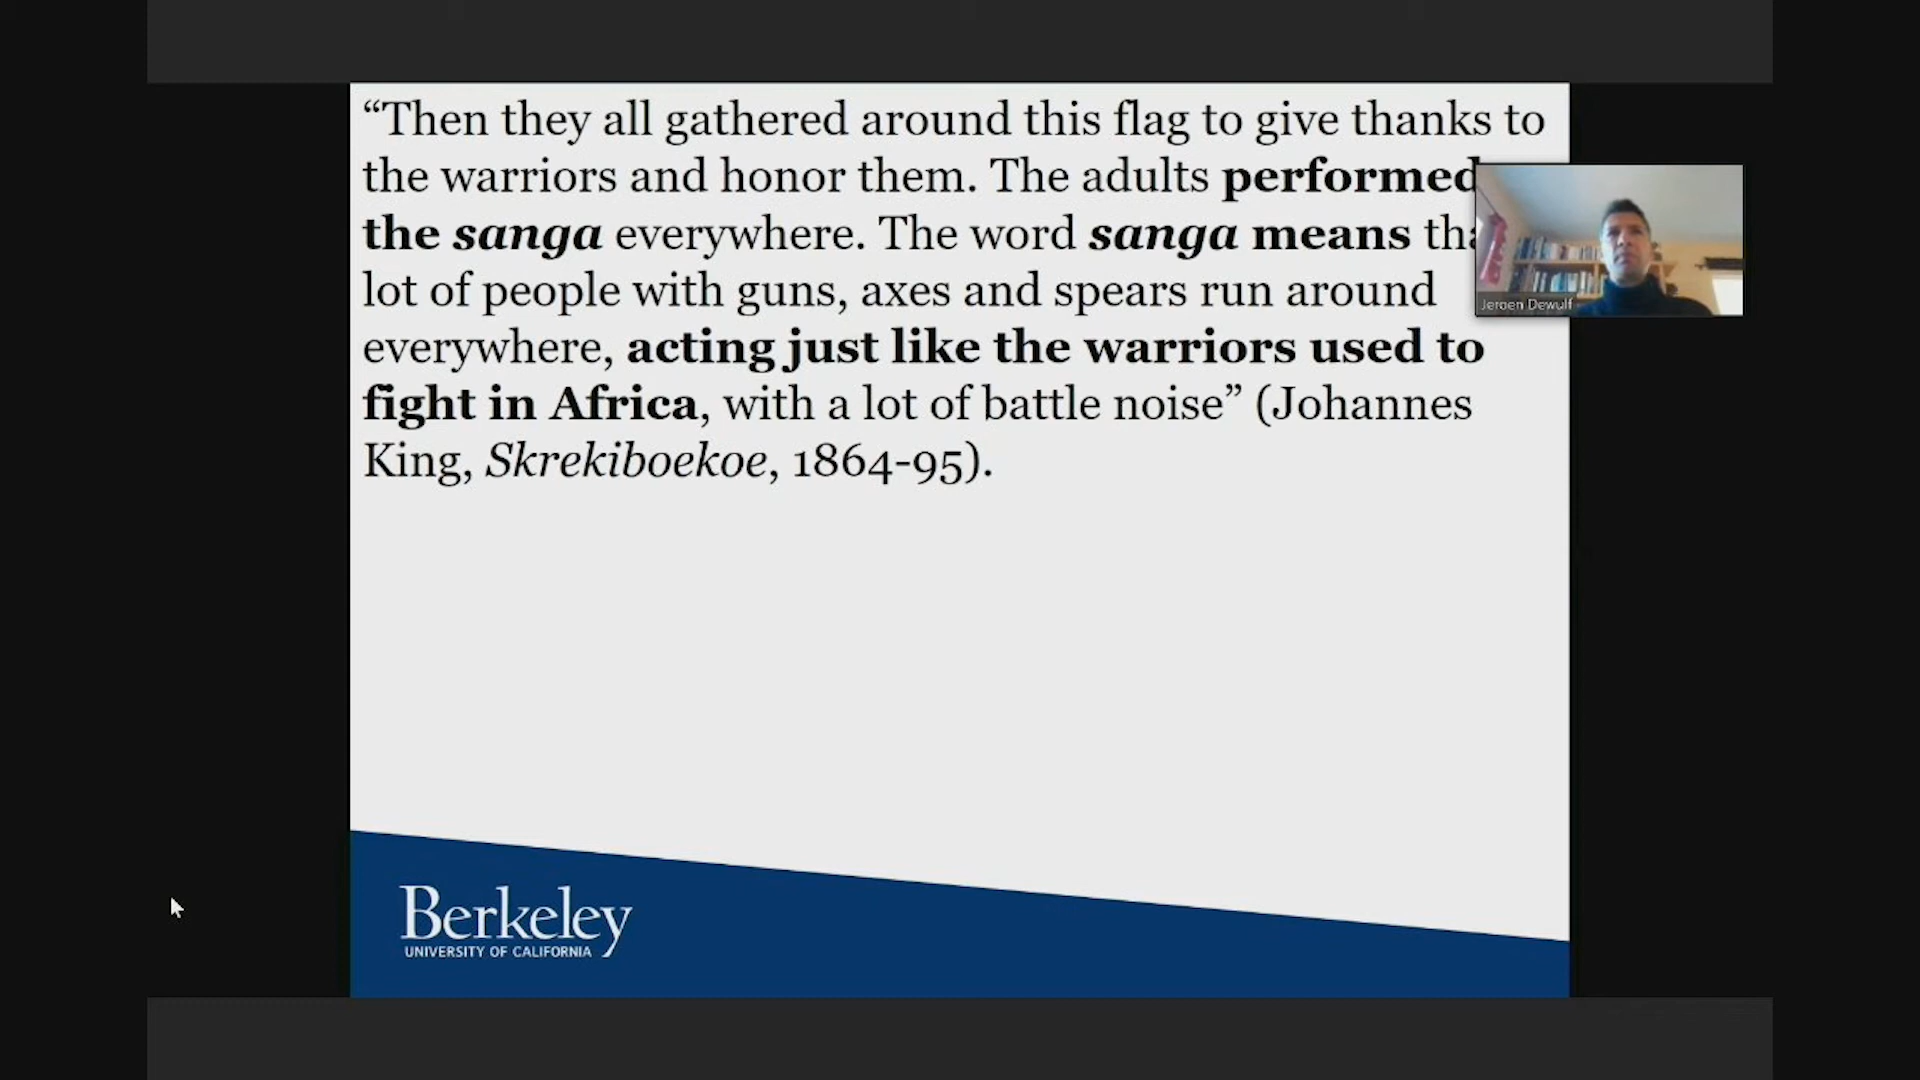 “Then they all gathered around this flag to give thanks to
the warriors and honor them. The adults performed
the sanga everywhere. The word sanga means
lot of people with guns, axes and spears run around
everywhere, acting just like the warriors used to
fight in Africa, with a lot of battle noise” (Johannes
King, Skrekiboekoe, 1864-95).
Jeroen Dewulf
Berkeley
UNIVERSITY OF CALIFORNIA